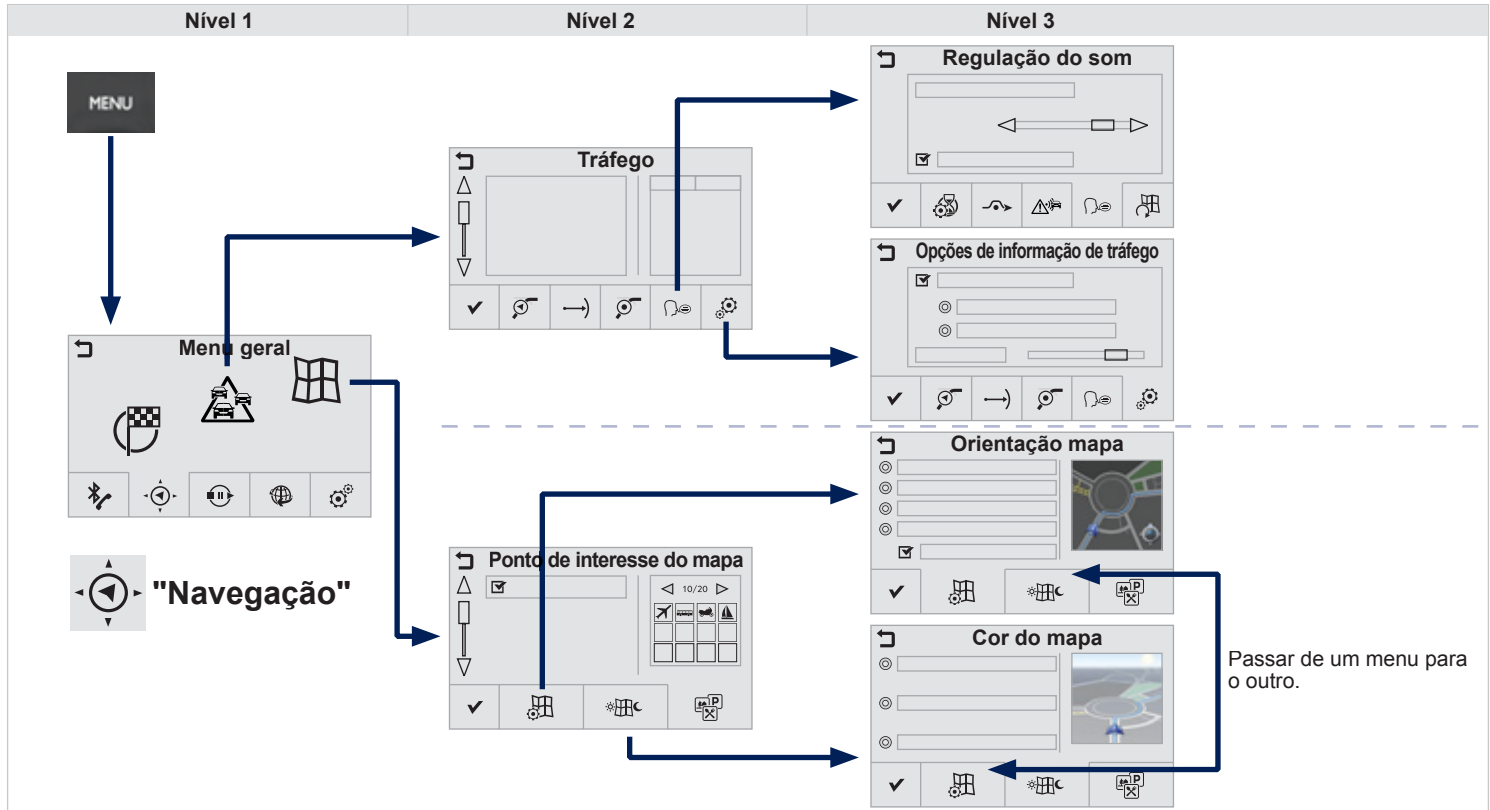 Nível 1
Nível 2
Nível 3
MENU
Menu geral
"Navegação"
Tráfego
Ponto de interesse do mapa
10/20
P
Regulação do som
Opções de informação de tráfego
Orientação mapa
P
Cor do mapa
P
Passar de um menu para
o outro.